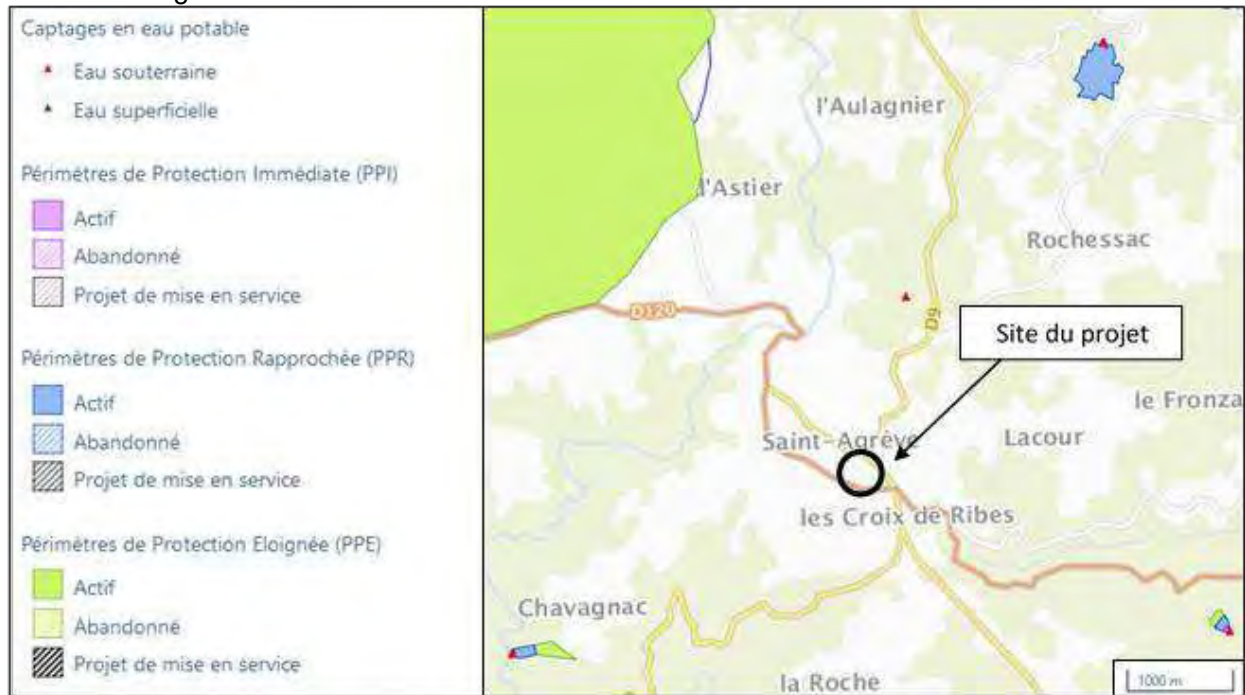 Captages en eau potable
Eau souterraine
Eau superficielle
Périmètres de Protection Immédiate (PPI)
Actif
Abandonné
Projet de mise en service
Périmètres de Protection Rapprochée (PPR)
Actif
Abandonné
Projet de mise en service
Périmètres de Protection Eloignée (PPE)
Actif
Abandonné
Projet de mise en service
l'Aulagnier
l'Astier
Rochessac
D120
D9
Site du projet
le Fronza
Saint-Agrève
Lacour
les Croix de Ribes
Chavagnac
la Roche
1000 m